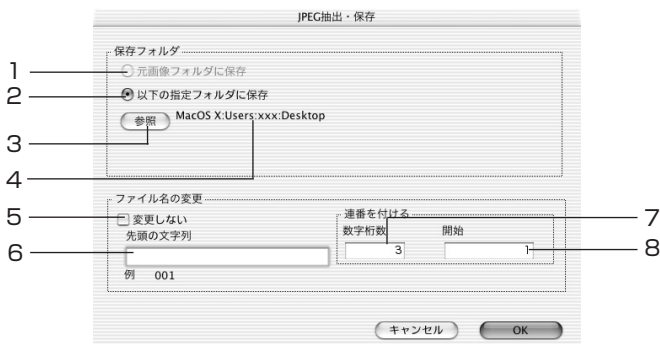 JPEG抽出・保存
保存フォルダ
1
元画像フォルダに保存
2
以下の指定フォルダに保存
3
参照
MacOS X:Users:xxx:Desktop
4
ファイル名の変更
5
変更しない
先頭の文字列
6
例 001
連番を付ける
数字桁数
開始
7
3
1
8
キャンセル
OK